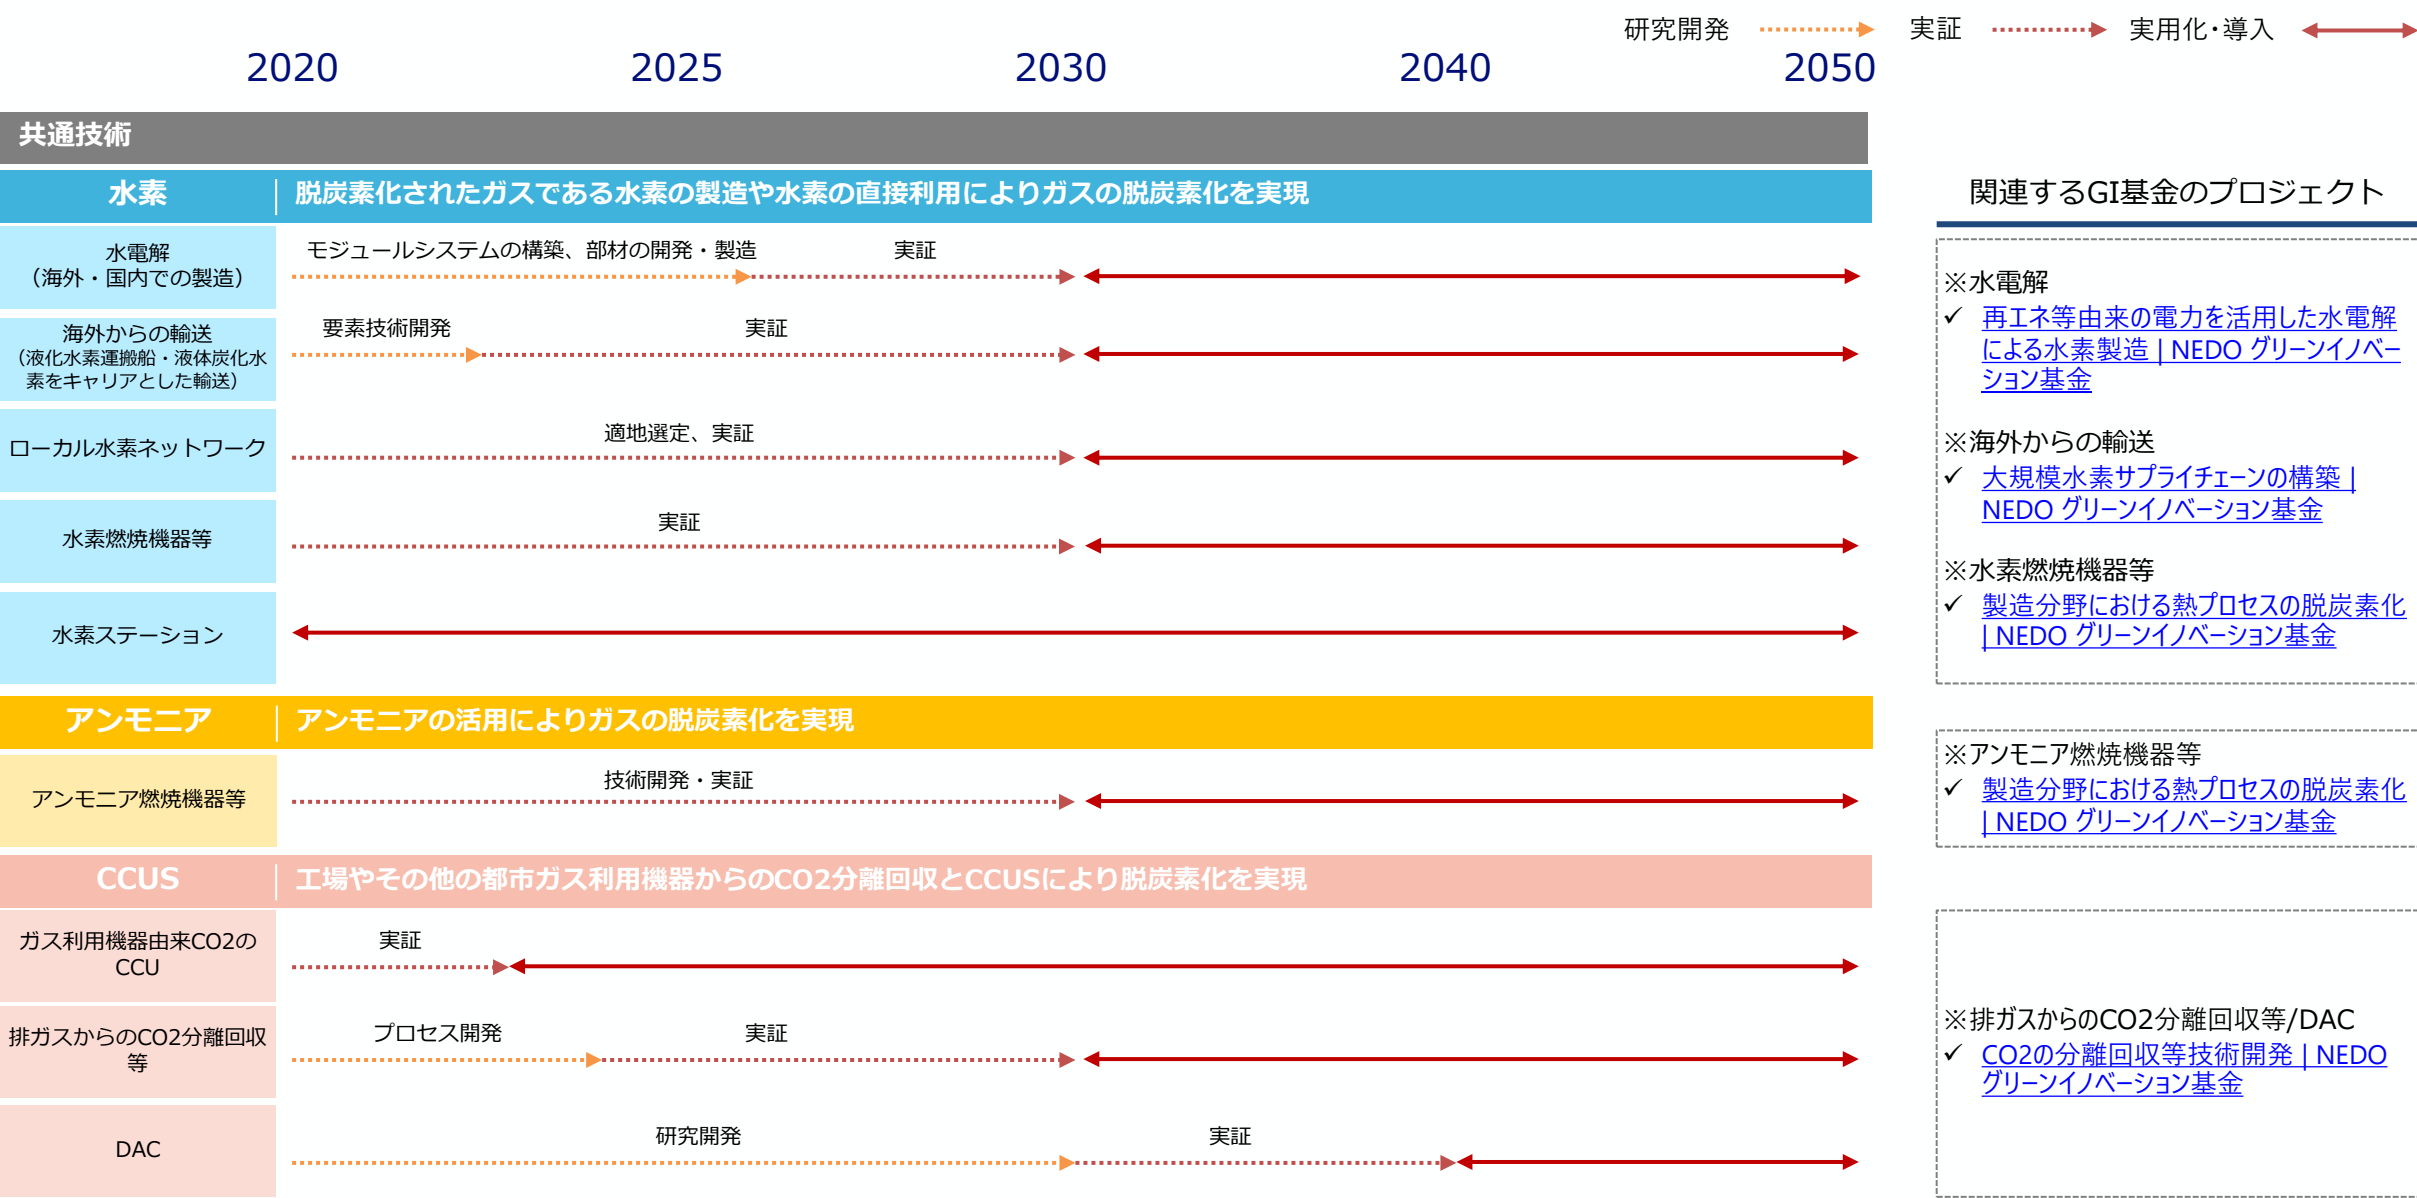 研究開発
実証
実用化・導入
2020
2025
2030
2040
2050
共通技術
水素
脱炭素化されたガスである水素の製造や水素の直接利用によりガスの脱炭素化を実現
水電解
（海外・国内での製造）
モジュールシステムの構築、部材の開発・製造
実証
海外からの輸送
（液化水素運搬船・液体炭化水
素をキャリアとした輸送）
要素技術開発
実証
ローカル水素ネットワーク
適地選定、実証
水素燃焼機器等
実証
水素ステーション
アンモニア
アンモニアの活用によりガスの脱炭素化を実現
アンモニア燃焼機器等
技術開発・実証
CCUS
工場やその他の都市ガス利用機器からのCO2分離回収とCCUSにより脱炭素化を実現
ガス利用機器由来CO2の
CCU
実証
排ガスからのCO2分離回収
等
プロセス開発
実証
DAC
研究開発
実証
関連するGI基金のプロジェクト
※水電解
✓ 再エネ等由来の電力を活用した水電解
による水素製造 | NEDO グリーンイノベー
ション基金
※海外からの輸送
✓ 大規模水素サプライチェーンの構築 |
NEDO グリーンイノベーション基金
※水素燃焼機器等
✓ 製造分野における熱プロセスの脱炭素化
| NEDO グリーンイノベーション基金
※アンモニア燃焼機器等
✓ 製造分野における熱プロセスの脱炭素化
| NEDO グリーンイノベーション基金
※排ガスからのCO2分離回収等/DAC
✓ CO2の分離回収等技術開発 | NEDO
グリーンイノベーション基金